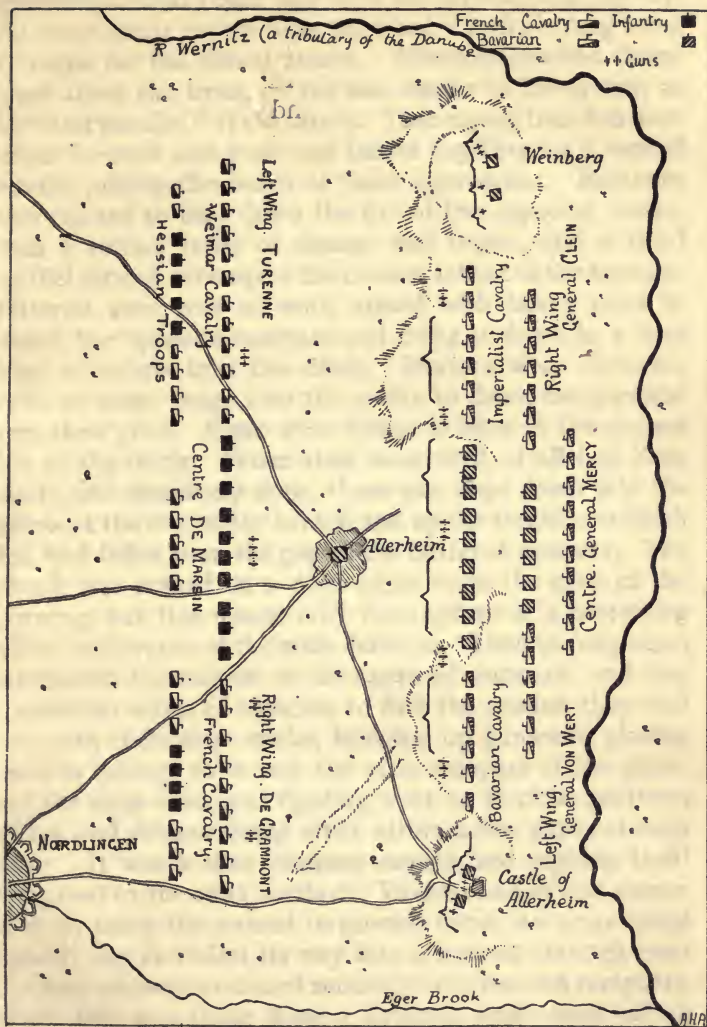 French Cavalry Infantry
Bavarian
Guns
R Wernitz (a tributary of the Danube
Weinberg
Left Wing. TURENNE
Weimar Cavalry
Hessian Troops
Imperialist Cavalry
Right Wing
General GLEIN
Centre. DE MARSIN
Allerheim
Centre. General MERCY
Right Wing. DE GRAMMONT
French Cavalry
Bavarian Cavalry
Left Wing.
General VON WERT
NŒRDLINGEN
Castle of
Allerheim
Eger Brook